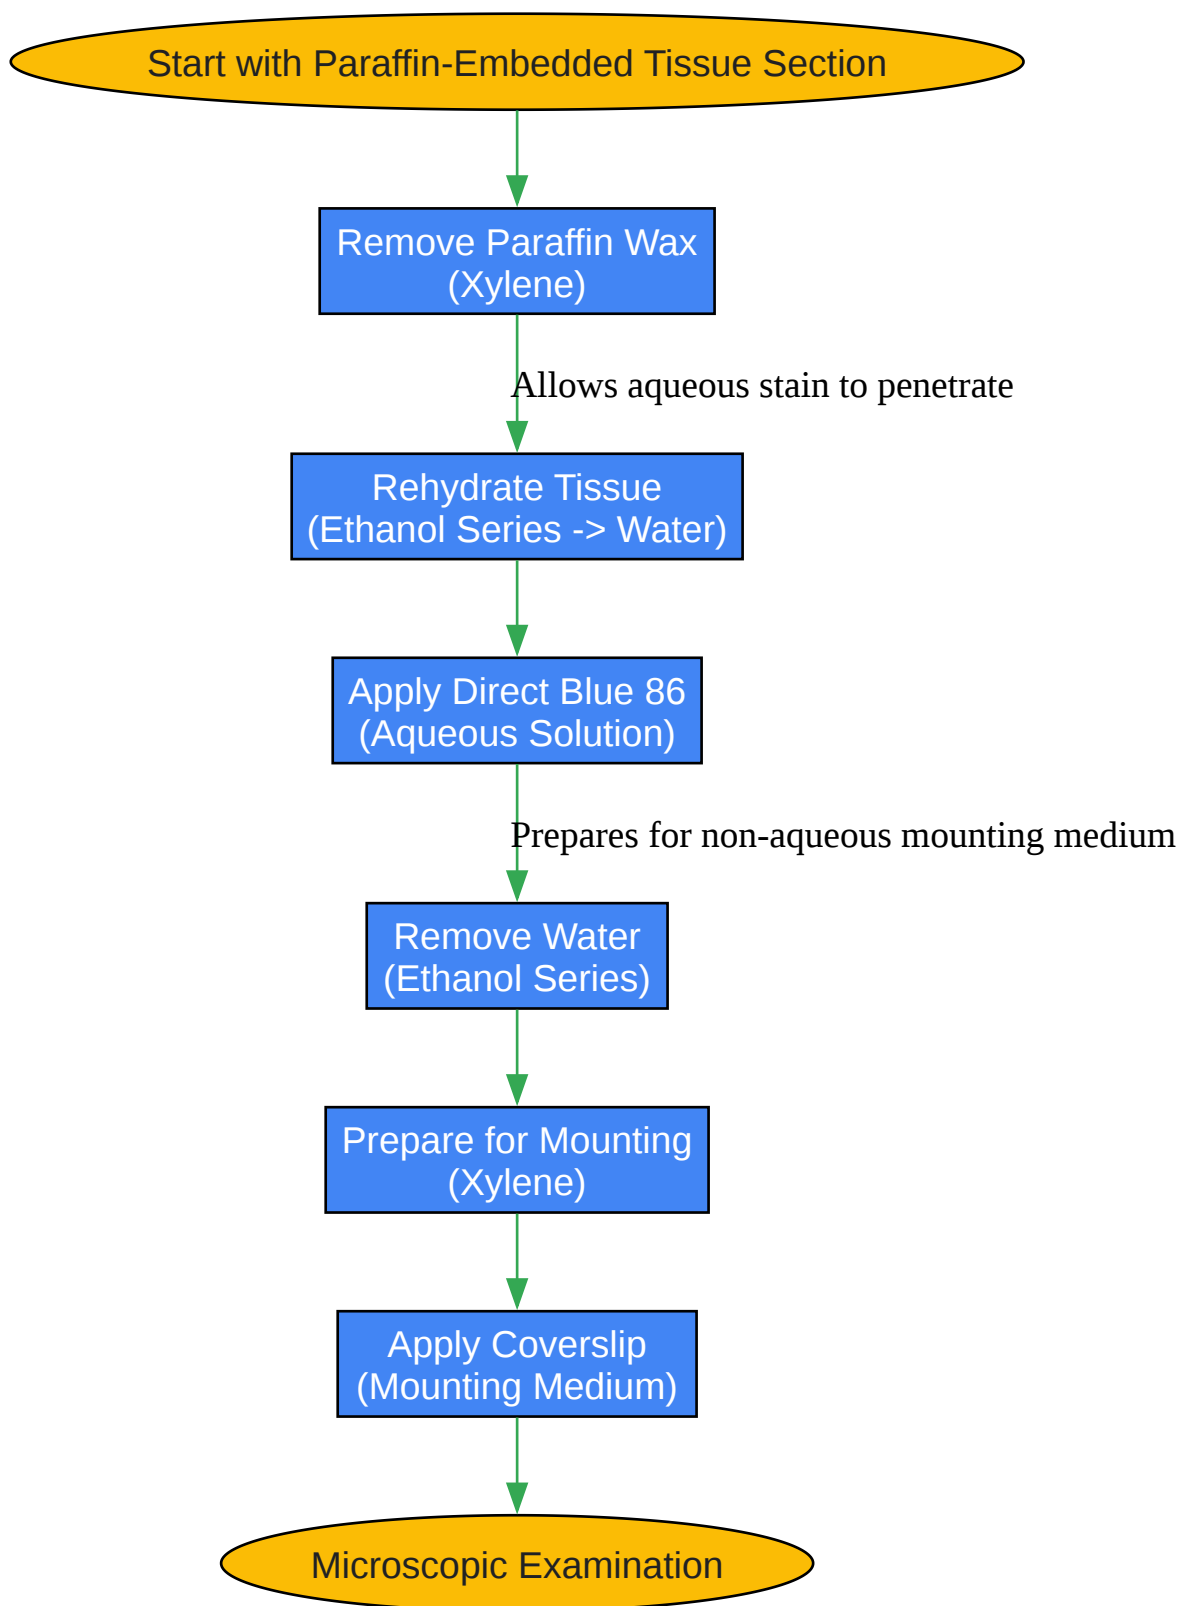 Start with Paraffin-Embedded Tissue Section
Remove Paraffin Wax
(Xylene)
Allows aqueous stain to penetrate
Rehydrate Tissue
(Ethanol Series -> Water)
Apply Direct Blue 86
(Aqueous Solution)
Prepares for non-aqueous mounting medium
Remove Water
(Ethanol Series)
Prepare for Mounting
(Xylene)
Apply Coverslip
(Mounting Medium)
Microscopic Examination